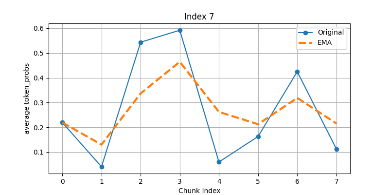 Index 7
Original
EMA
average token probs
0.6
0.5
0.4
0.3
0.2
0.1
0 1 2 3 4 5 6 7
Chunk Index